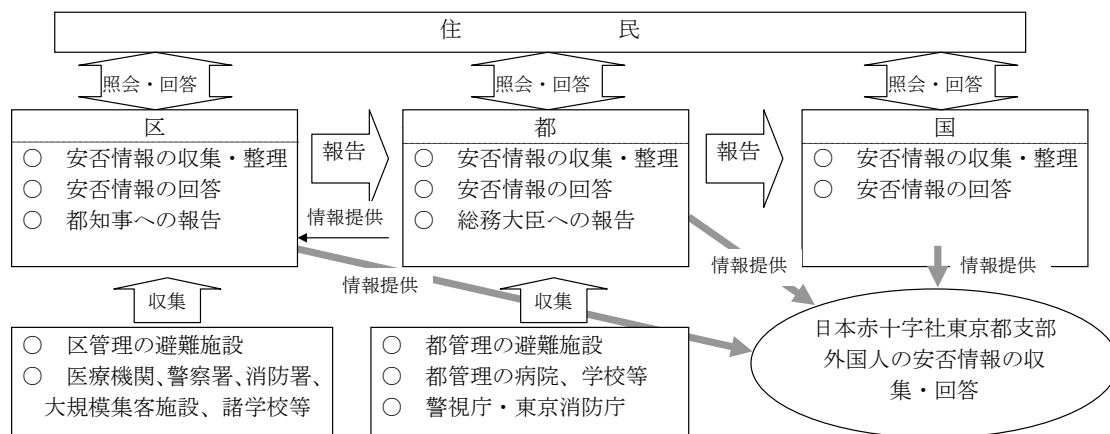 住　　　　民
照会・回答
照会・回答
照会・回答
区
○　安否情報の収集・整理
○　安否情報の回答
○　都知事への報告
報告
都
○　安否情報の収集・整理
○　安否情報の回答
○　総務大臣への報告
報告
国
○　安否情報の収集・整理
○　安否情報の回答
情報提供
情報提供
情報提供
情報提供
収集
収集
○　区管理の避難施設
○　医療機関、警察署、消防署、
大規模集客施設、諸学校等
○　都管理の避難施設
○　都管理の病院、学校等
○　警視庁・東京消防庁
日本赤十字社東京都支部
外国人の安否情報の収
集・回答